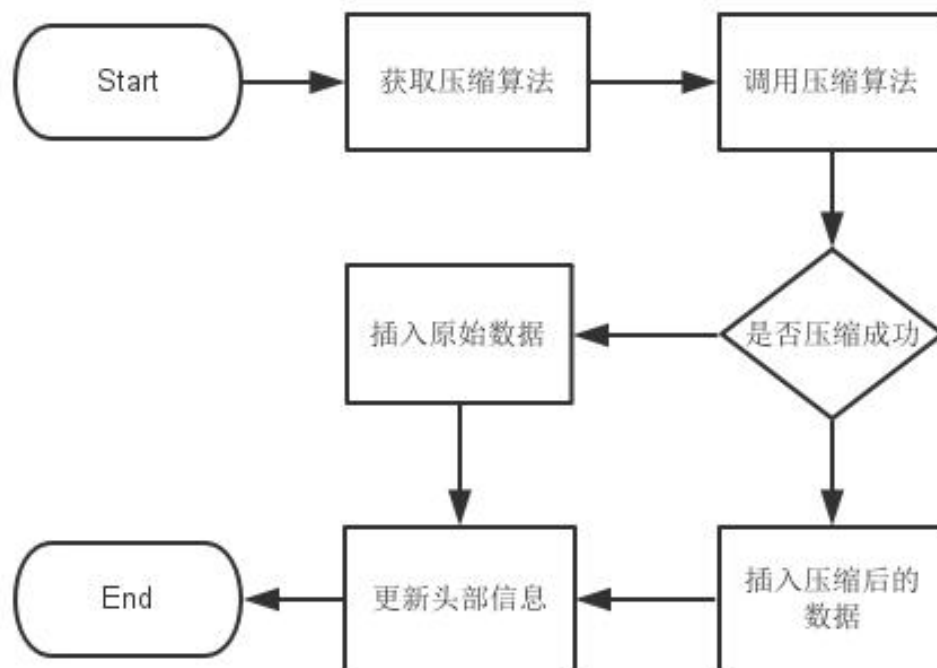 Start
获取压缩算法
调用压缩算法
插入原始数据
是否压缩成功
End
更新头部信息
插入压缩后的
数据